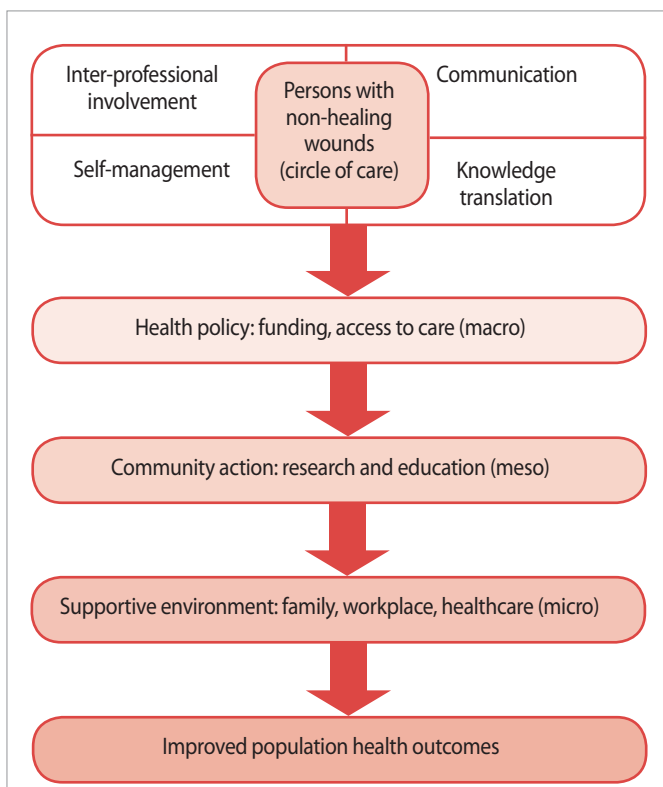 Inter-professional
involvement
Communication
Persons with
non-healing
wounds
(circle of care)
Self-management
Knowledge
translation
Health policy: funding, access to care (macro)
Community action: research and education (meso)
Supportive environment: family, workplace, healthcare (micro)
Improved population health outcomes